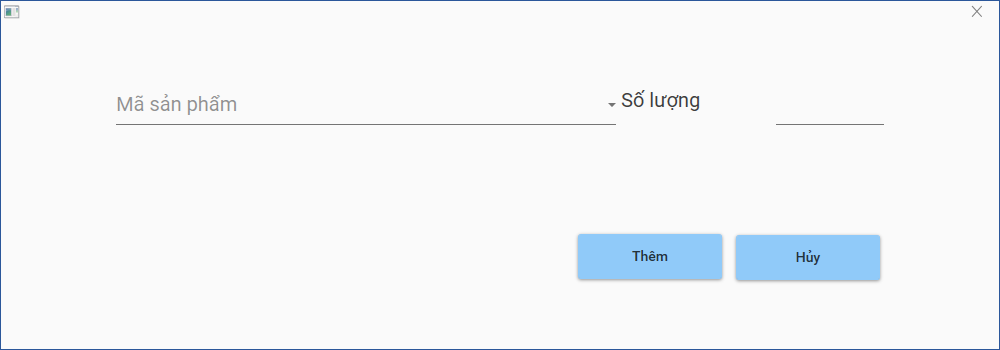 Mã sản phẩm
Số lượng
Thêm
Hủy